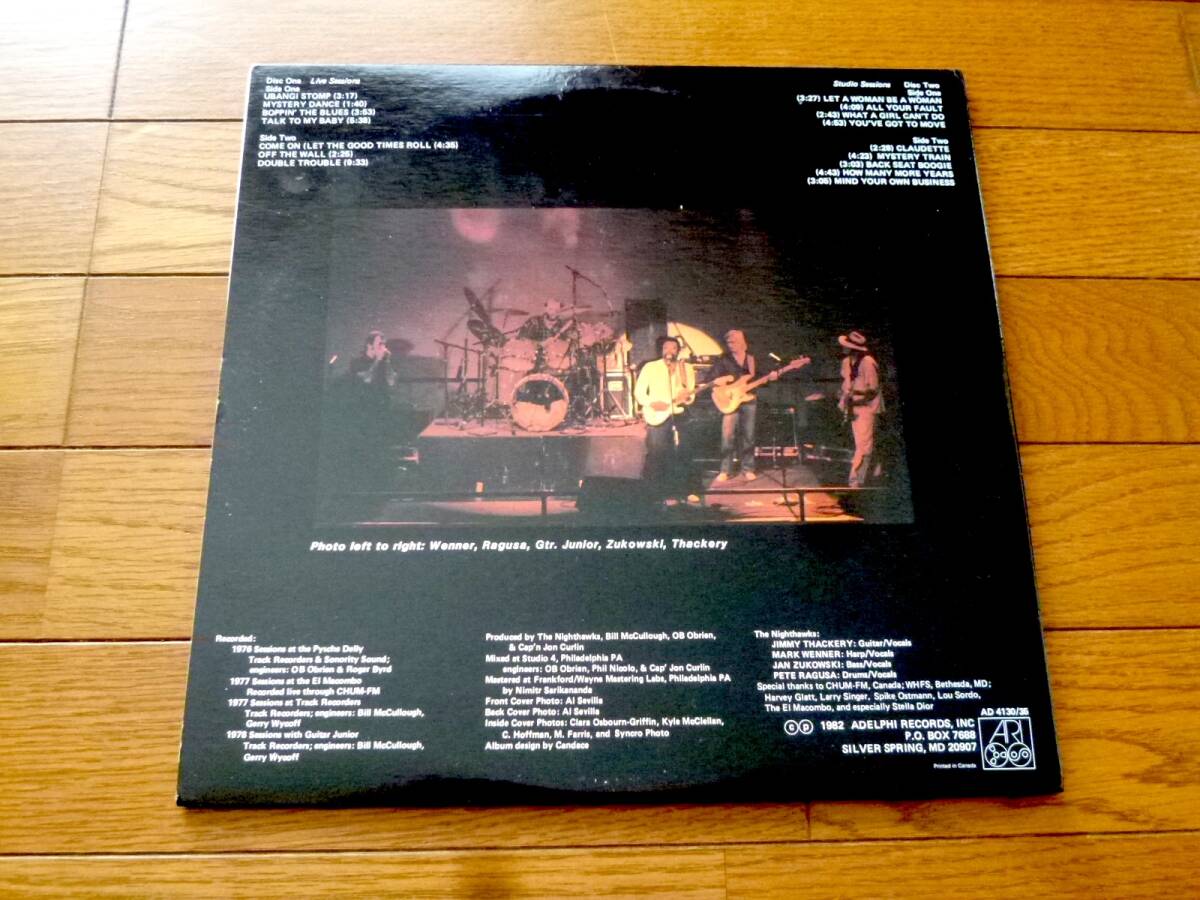 Disc One Live Sessions
Side One
UBANGI STOMP (3:17)
MYSTERY DANCE (1:40)
BOPPIN' THE BLUES (3:53)
TALK TO MY BABY (5:38)
Side Two
COME ON (LET THE GOOD TIMES ROLL (4:35)
OFF THE WALL (2:25)
DOUBLE TROUBLE (9:33)
Studio Sessions Disc Two
Side One
(3:27) LET A WOMAN BE A WOMAN
(4:09) ALL YOUR FAULT
(2:43) WHAT A GIRL CAN'T DO
(4:53) YOU'VE GOT TO MOVE
Side Two
(2:28) CLAUDETTE
(4:23) MYSTERY TRAIN
(3:03) BACK SEAT BOOGIE
(4:43) HOW MANY MORE YEARS
(3:05) MIND YOUR OWN BUSINESS
Photo left to right: Wenner, Ragusa, Gtr. Junior, Zukowski, Thackery
Recorded:
1976 Sessions at the Psyche Delly
Track Recorders & Sonority Sound;
engineers: OB Obrien & Roger Byrd
1977 Sessions at the El Macombo
Recorded live through CHUM-FM
1977 Sessions at Track Recorders
Track Recorders; engineers: Bill McCullough,
Gerry Wycoff
1976 Sessions with Guitar Junior
Track Recorders; engineers: Bill McCullough,
Gerry Wycoff
Produced by The Nighthawks, Bill McCullough, OB Obrien,
& Cap'n Jon Curlin
Mixed at Studio 4, Philadelphia PA
engineers: OB Obrien, Phil Nicolo, & Cap' Jon Curlin
Mastered at Frankford/Wayne Mastering Labs, Philadelphia PA
by Nimitr Sarikananda
Front Cover Photo: Al Sevilla
Back Cover Photo: Al Sevilla
Inside Cover Photos: Clara Osbourn-Griffin, Kyle McClellan,
C. Hoffman, M. Farris, and Syncro Photo
Album design by Candace
The Nighthawks:
JIMMY THACKERY: Guitar/Vocals
MARK WENNER: Harp/Vocals
JAN ZUKOWSKI: Bass/Vocals
PETE RAGUSA: Drums/Vocals
Special thanks to CHUM-FM, Canada; WHFS, Bethesda, MD;
Harvey Glatt, Larry Singer, Spike Ostmann, Lou Sordo,
The El Macombo, and especially Stella Dior
AD 4130/35
© ℗ 1982 ADELPHI RECORDS, INC
P.O. BOX 7688
SILVER SPRING, MD 20907
Printed in Canada